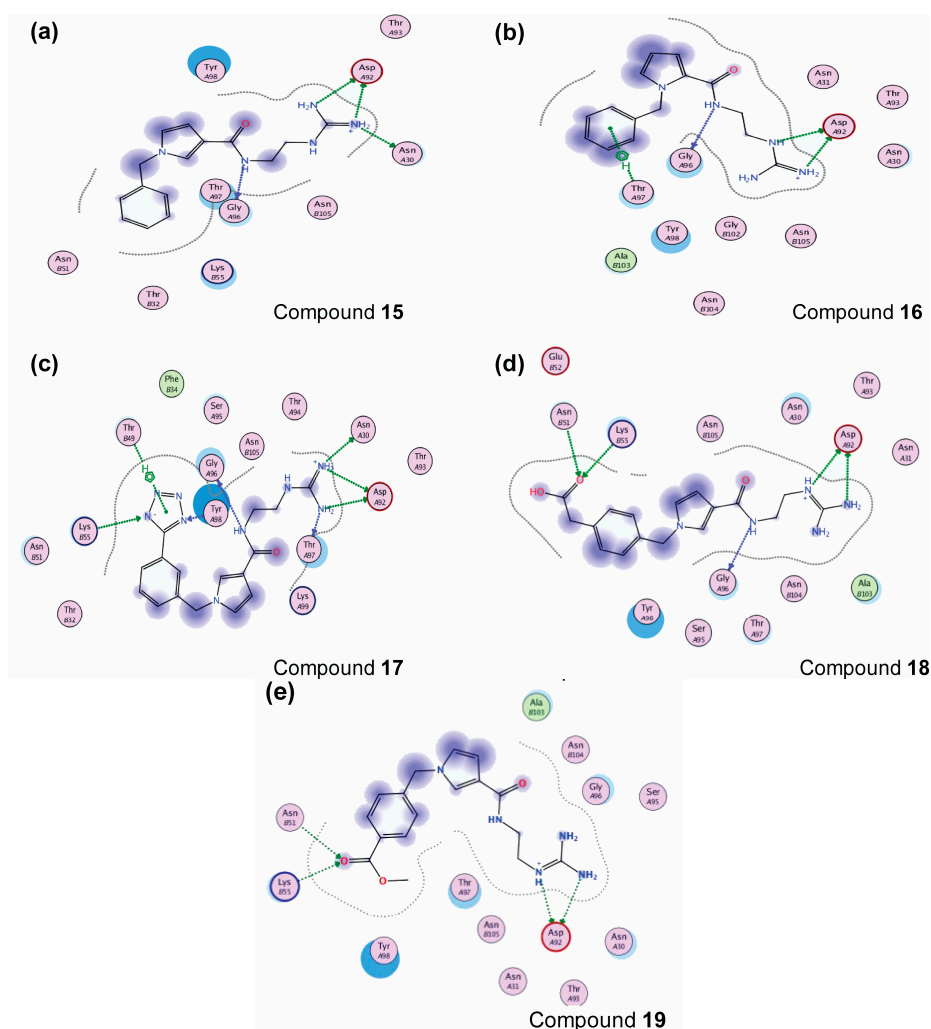 (a)
Thr
A93
Tyr
A98
Asp
A92
H₂N
NH₂
+
O
N
N
H
N
H
Asn
A30
Thr
A97
Gly
A96
Asn
B105
Asn
B51
Lys
B55
Thr
B32
Compound 15
(b)
N
O
HN
Asn
A31
Thr
A93
Asp
A92
NH
Asn
A30
Gly
A96
H₂N
NH₂
+
H
Thr
A97
Tyr
A98
Gly
B102
Asn
B105
Ala
B103
Asn
B104
Compound 16
(c)
Phe
B34
Ser
A95
Thr
A94
Thr
B49
Asn
B105
Asn
A30
H
Gly
A96
NH₂
+
Thr
A93
N
N
N
N
NH
Asp
A92
NH₂
Lys
B55
Tyr
A98
N
H
Asn
B51
O
Thr
A97
Thr
B32
N
Lys
A99
Compound 17
(d)
Glu
B52
Asn
B51
Lys
B55
Asn
B105
Asn
A30
Thr
A93
Asp
A92
Asn
A31
O
HO
O
+
NH
NH₂
N
N
H
NH₂
Gly
A96
Asn
B104
Ala
B103
Tyr
A98
Ser
A95
Thr
A97
Compound 18
(e)
Ala
B103
Asn
B104
N
O
Gly
A96
Ser
A95
Asn
B51
HN
NH₂
O
+
N
H
NH₂
Lys
B55
O
Thr
A97
Asn
B105
Asp
A92
Asn
A30
Tyr
A98
Asn
A31
Thr
A93
Compound 19